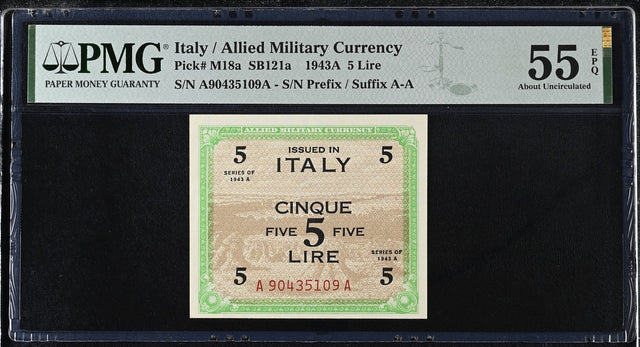 PMG
PAPER MONEY GUARANTY
Italy / Allied Military Currency
Pick# M18a SB121a 1943A 5 Lire
S/N A90435109A - S/N Prefix / Suffix A-A
55 EPQ
About Uncirculated
ALLIED MILITARY CURRENCY
ISSUED IN
5 ITALY 5
SERIES OF
1943 A
CINQUE
FIVE 5 FIVE
LIRE
SERIES OF
1943 A
5 5
A 90435109 A